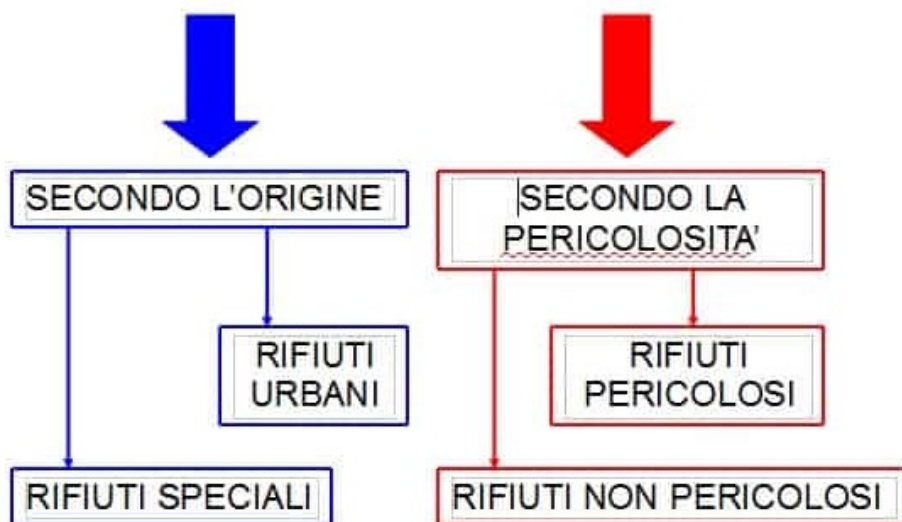 SECONDO L'ORIGINE
SECONDO LA
PERICOLOSITA'
RIFIUTI
URBANI
RIFIUTI
PERICOLOSI
RIFIUTI SPECIALI
RIFIUTI NON PERICOLOSI